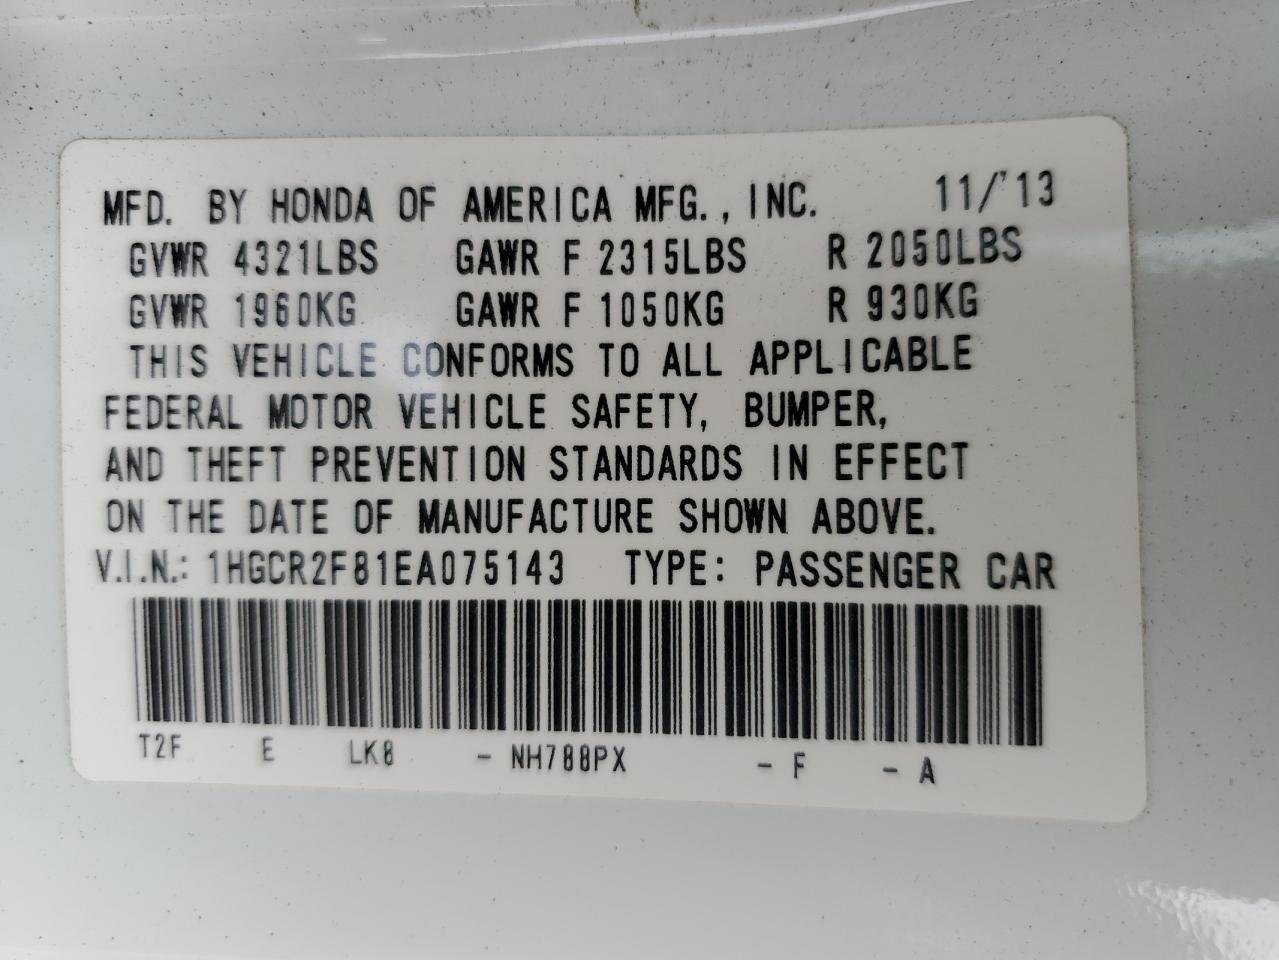 MFD. BY HONDA OF AMERICA MFG., INC. 11/'13
GVWR 4321LBS GAWR F 2315LBS R 2050LBS
GVWR 1960KG GAWR F 1050KG R 930KG
THIS VEHICLE CONFORMS TO ALL APPLICABLE
FEDERAL MOTOR VEHICLE SAFETY, BUMPER,
AND THEFT PREVENTION STANDARDS IN EFFECT
ON THE DATE OF MANUFACTURE SHOWN ABOVE.
V.I.N.: 1HGCR2F81EA075143 TYPE: PASSENGER CAR
T2F E LK8 - NH788PX - F - A